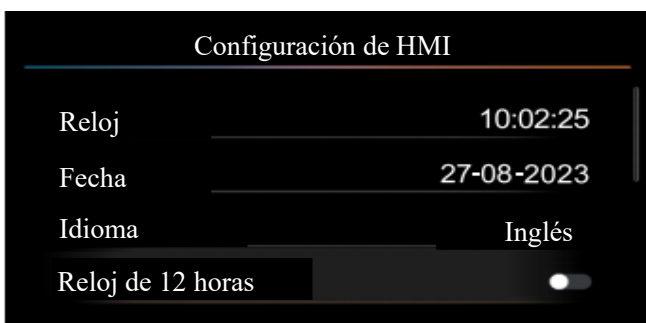 Configuración de HMI
Reloj 10:02:25
Fecha 27-08-2023
Idioma Inglés
Reloj de 12 horas